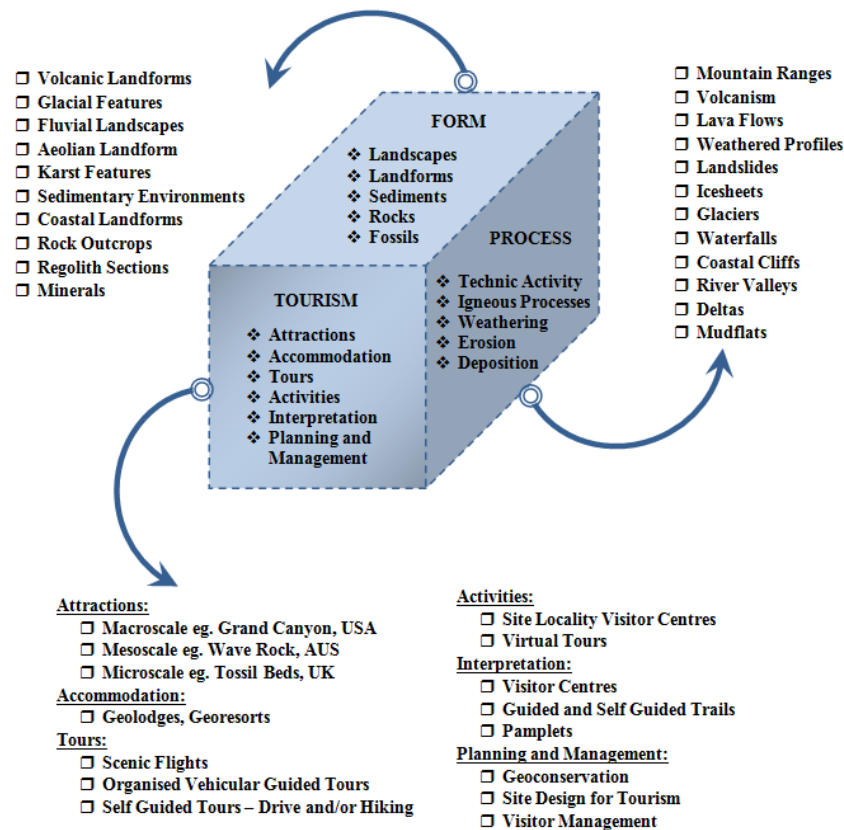 Volcanic Landforms
Glacial Features
Fluvial Landscapes
Aeolian Landform
Karst Features
Sedimentary Environments
Coastal Landforms
Rock Outcrops
Regolith Sections
Minerals
FORM
Landscapes
Landforms
Sediments
Rocks
Fossils
PROCESS
Technic Activity
Igneous Processes
Weathering
Erosion
Deposition
TOURISM
Attractions
Accommodation
Tours
Activities
Interpretation
Planning and
Management
Mountain Ranges
Volcanism
Lava Flows
Weathered Profiles
Landslides
Icesheets
Glaciers
Waterfalls
Coastal Cliffs
River Valleys
Deltas
Mudflats
Attractions:
Macroscale eg. Grand Canyon, USA
Mesoscale eg. Wave Rock, AUS
Microscale eg. Tossil Beds, UK
Accommodation:
Geolodges, Georesorts
Tours:
Scenic Flights
Organised Vehicular Guided Tours
Self Guided Tours – Drive and/or Hiking
Activities:
Site Locality Visitor Centres
Virtual Tours
Interpretation:
Visitor Centres
Guided and Self Guided Trails
Pamplets
Planning and Management:
Geoconservation
Site Design for Tourism
Visitor Management